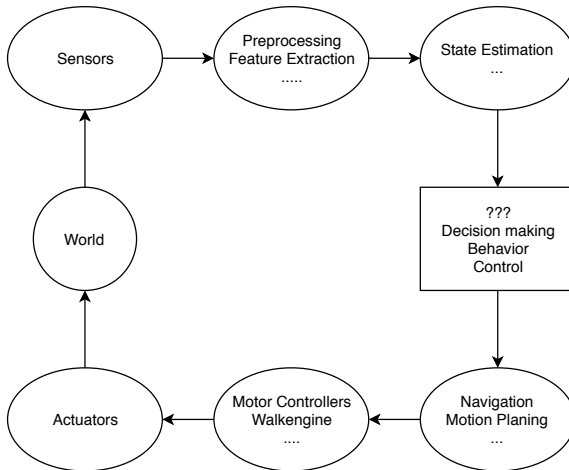 Sensors
Preprocessing
Feature Extraction
.....
State Estimation
...
World
???
Decision making
Behavior
Control
Actuators
Motor Controllers
Walkengine
....
Navigation
Motion Planing
...